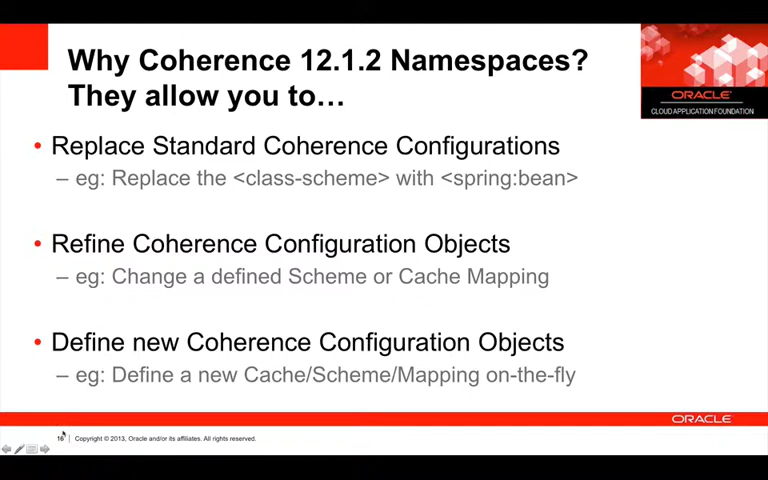 Why Coherence 12.1.2 Namespaces?
They allow you to…
ORACLE
CLOUD APPLICATION FOUNDATION
• Replace Standard Coherence Configurations
– eg: Replace the <class-scheme> with <spring:bean>
• Refine Coherence Configuration Objects
– eg: Change a defined Scheme or Cache Mapping
• Define new Coherence Configuration Objects
– eg: Define a new Cache/Scheme/Mapping on-the-fly
ORACLE
16 Copyright © 2013, Oracle and/or its affiliates. All rights reserved.